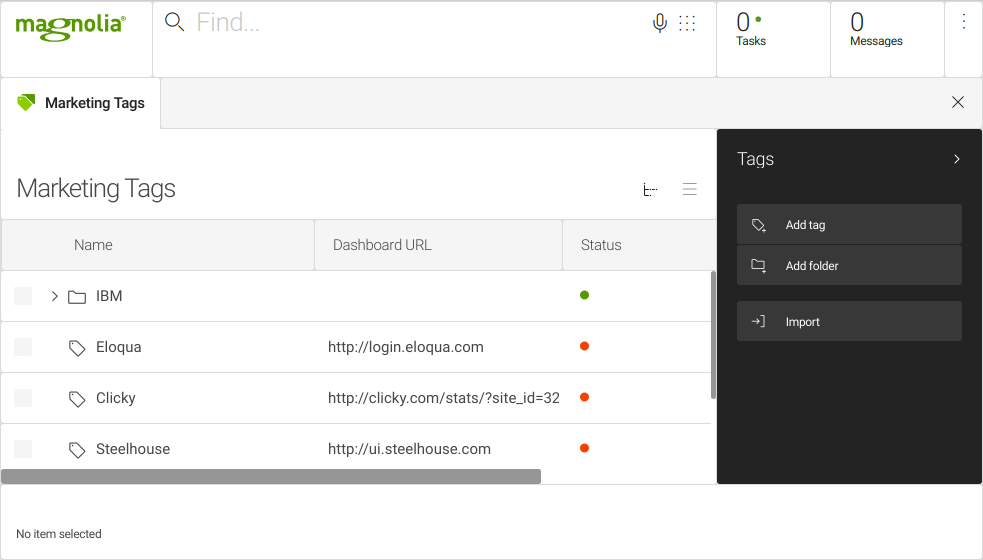 magnolia®
Find...
0
Tasks
0
Messages
Marketing Tags
Marketing Tags
Name Dashboard URL Status
IBM
Eloqua http://login.eloqua.com
Clicky http://clicky.com/stats/?site_id=32
Steelhouse http://ui.steelhouse.com
Tags
Add tag
Add folder
Import
No item selected